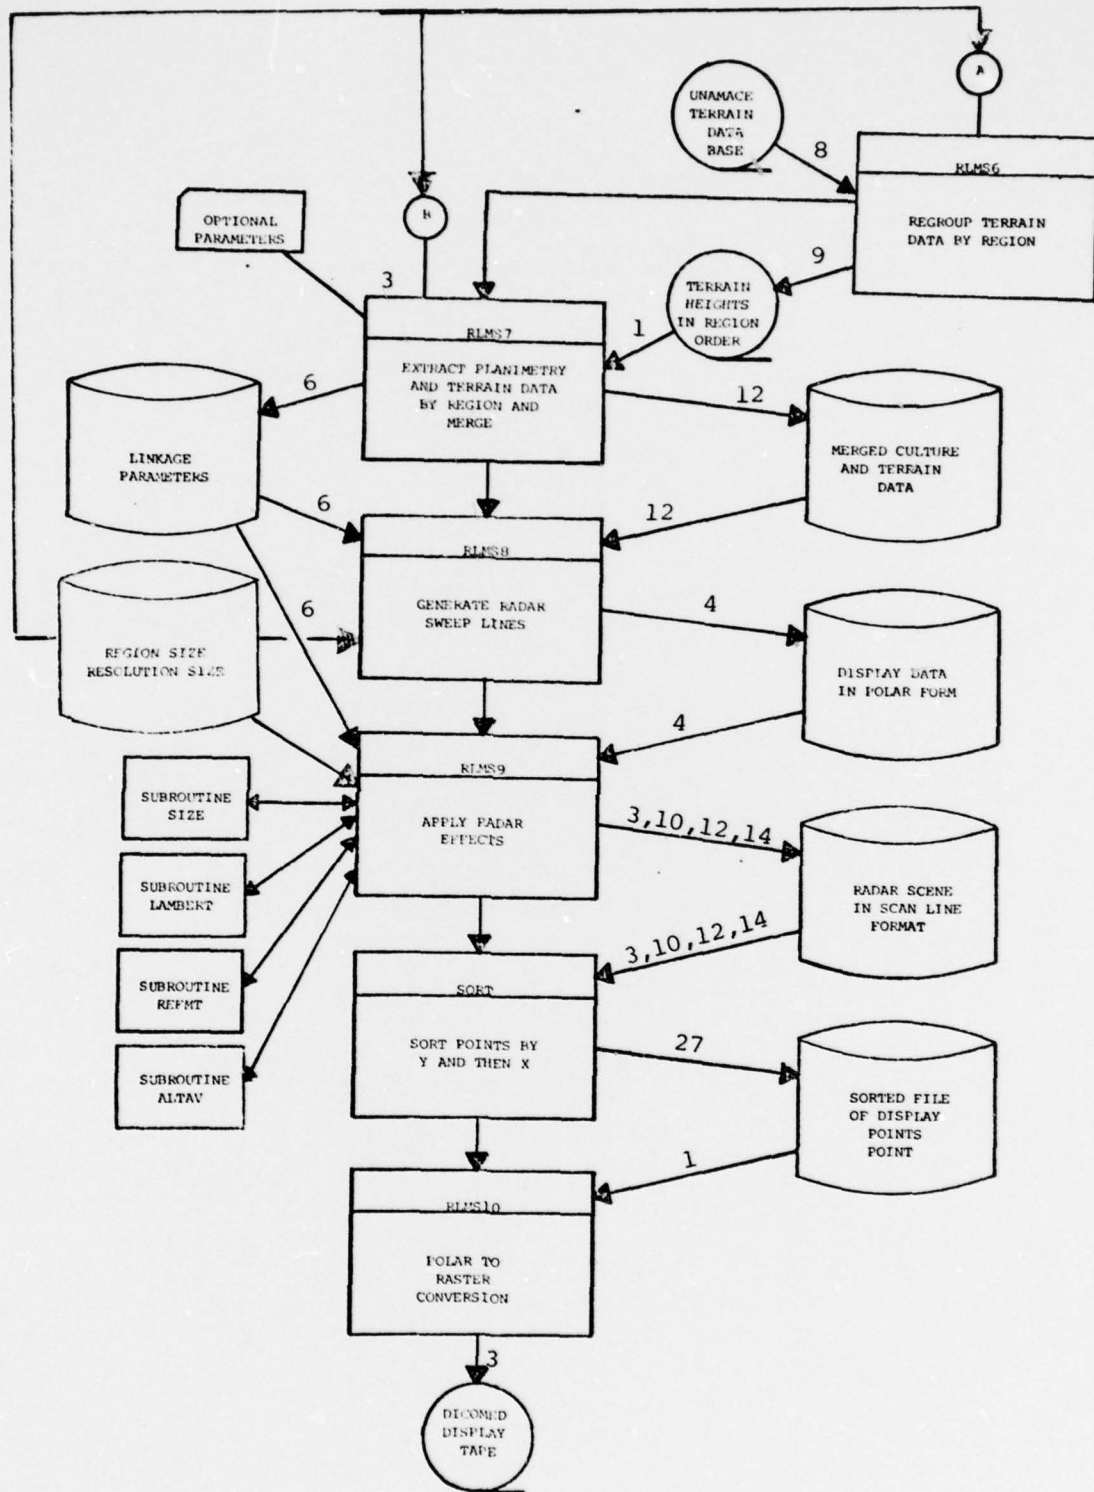 A
UNAMACE
TERRAIN
DATA
BASE
8
RLMS6
REGROUP TERRAIN
DATA BY REGION
OPTIONAL
PARAMETERS
B
9
3
TERRAIN
HEIGHTS
IN REGION
ORDER
1
RLMS7
EXTRACT PLANIMETRY
AND TERRAIN DATA
BY REGION AND
MERGE
6
12
LINKAGE
PARAMETERS
MERGED CULTURE
AND TERRAIN
DATA
6
12
RLMS8
GENERATE RADAR
SWEEP LINES
6
4
REGION SIZE
RESOLUTION SIZE
DISPLAY DATA
IN POLAR FORM
4
RLMS9
APPLY RADAR
EFFECTS
SUBROUTINE
SIZE
3,10,12,14
SUBROUTINE
LAMBERT
RADAR SCENE
IN SCAN LINE
FORMAT
3,10,12,14
SUBROUTINE
REFMT
SORT
SORT POINTS BY
Y AND THEN X
27
SUBROUTINE
ALTAV
SORTED FILE
OF DISPLAY
POINTS
POINT
1
RLMS10
POLAR TO
RASTER
CONVERSION
3
DICOMED
DISPLAY
TAPE